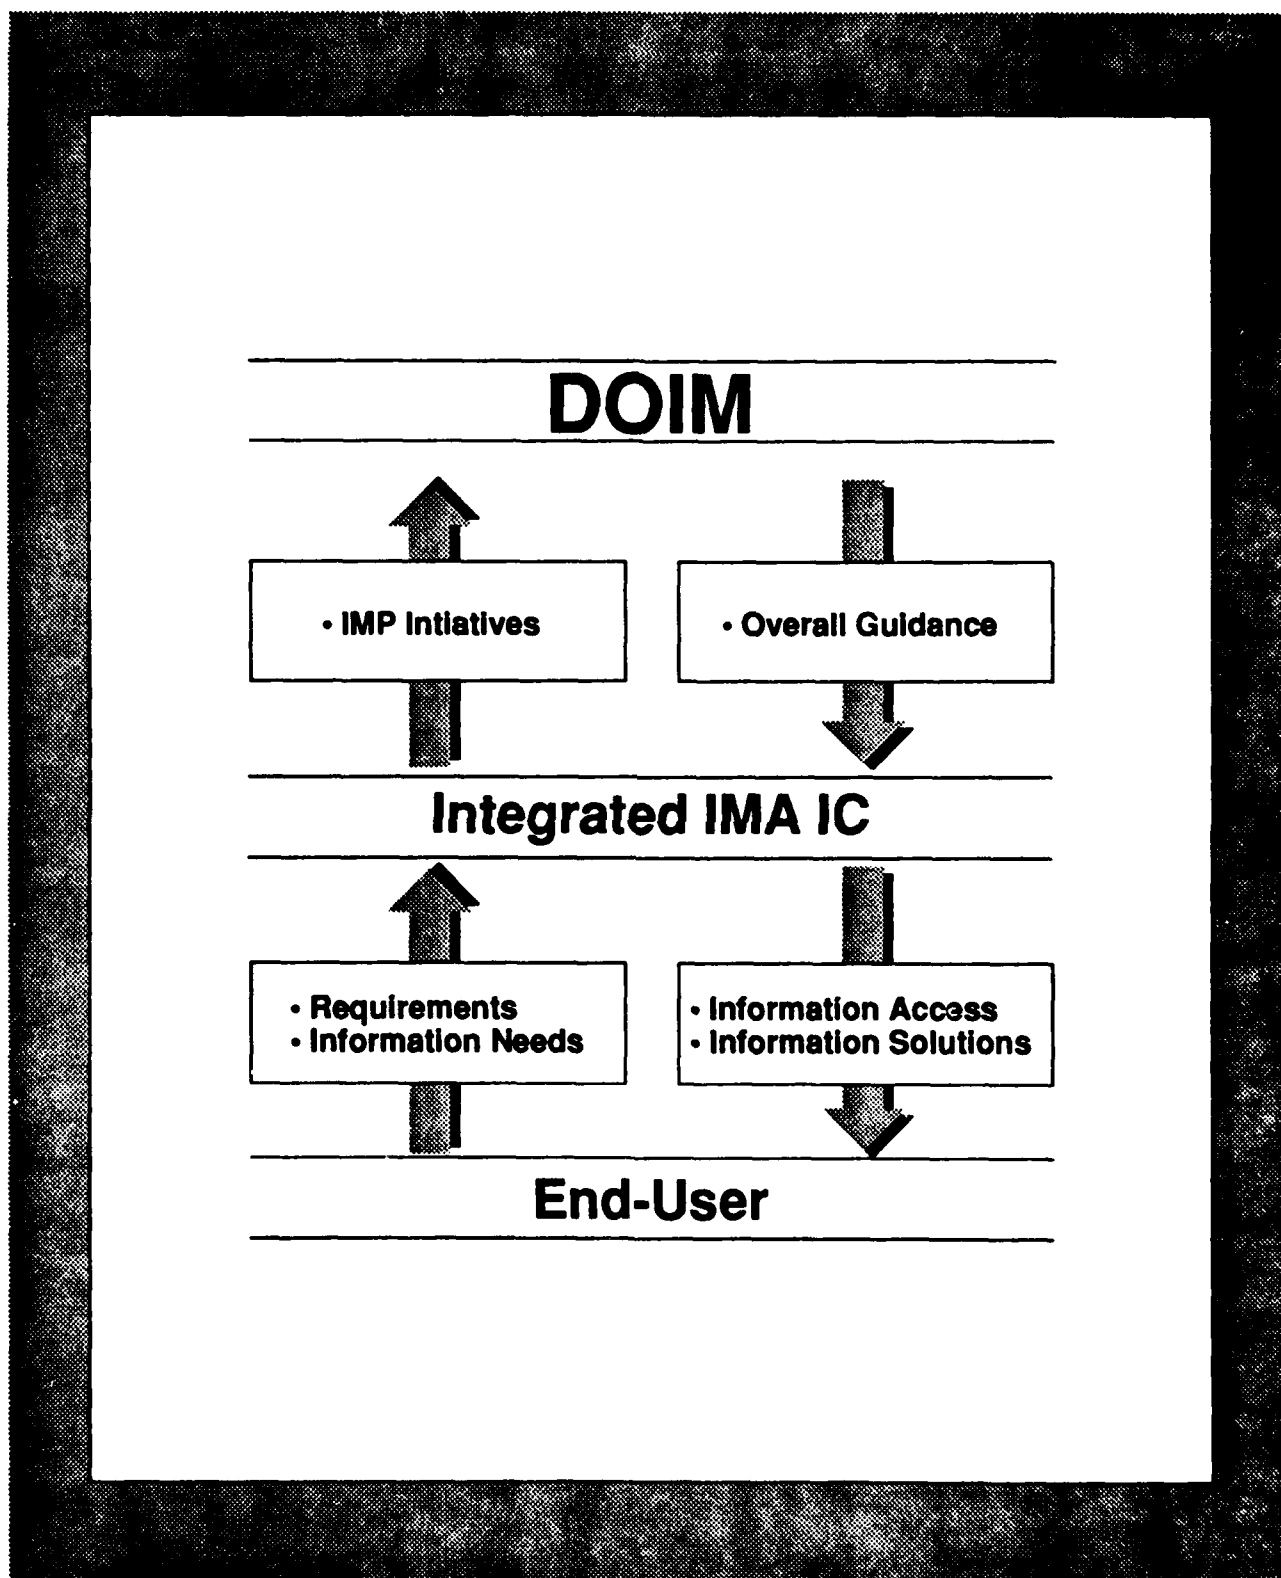 DOIM
• IMP Intiatives
• Overall Guidance
Integrated IMA IC
• Requirements
• Information Needs
• Information Access
• Information Solutions
End-User